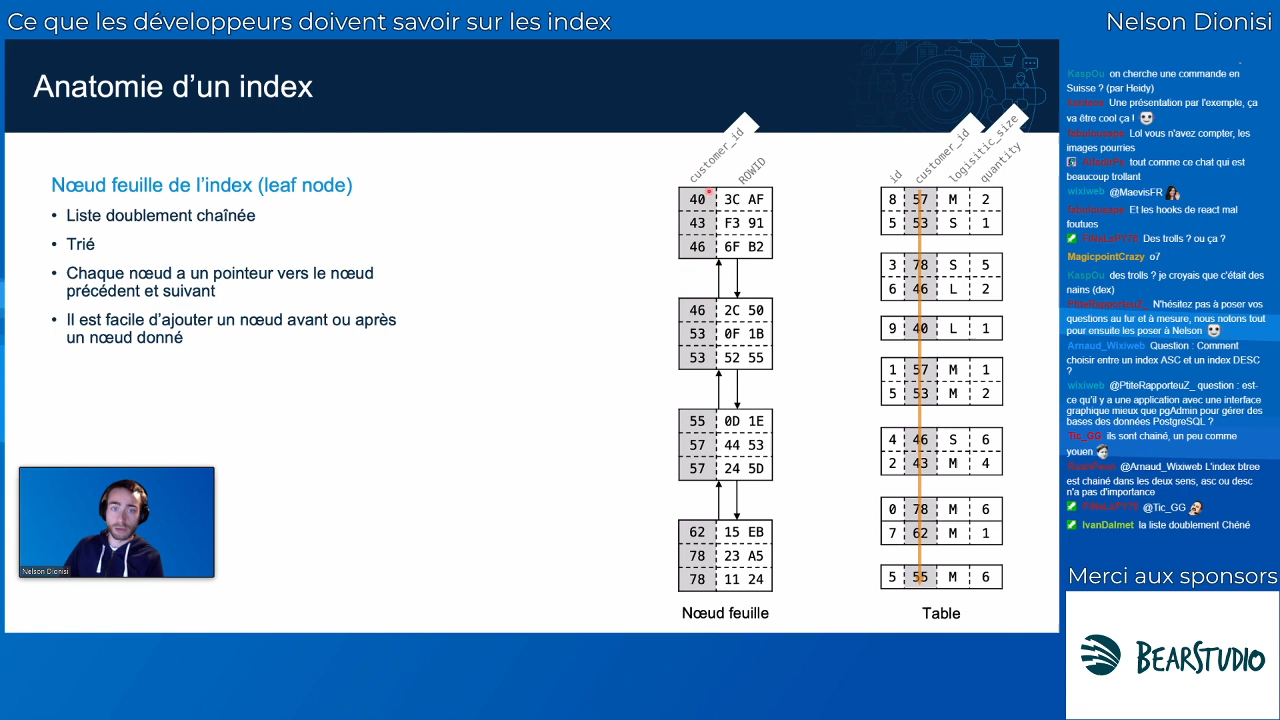 Ce que les développeurs doivent savoir sur les index
Nelson Dionisi
Anatomie d'un index
Nœud feuille de l'index (leaf node)
• Liste doublement chaînée
• Trié
• Chaque nœud a un pointeur vers le nœud
précédent et suivant
• Il est facile d'ajouter un nœud avant ou après
un nœud donné
Nelson Dionisi
customer_id
ROWID
40 3C AF
43 F3 91
46 6F B2
46 2C 50
53 0F 1B
53 52 55
55 0D 1E
57 44 53
57 24 5D
62 15 EB
78 23 A5
78 11 24
Nœud feuille
id
customer_id
logisitic_size
quantity
8 57 M 2
5 53 S 1
3 78 S 5
6 46 L 2
9 40 L 1
1 57 M 1
5 53 M 2
4 46 S 6
2 43 M 4
0 78 M 6
7 62 M 1
5 55 M 6
Table
KaspOu on cherche une commande en
Suisse ? (par Heidy)
Une présentation par l'exemple, ça
va être cool ça !
Lol vous n'avez compter, les
images pourries
tout comme ce chat qui est
beaucoup trollant
wixiweb @MaevisFR
Et les hooks de react mal
foutues
Des trolls ? ou ça ?
MagicpointCrazy o7
KaspOu des trolls ? je croyais que c'était des
nains (dex)
PtiteRapporteuZ_ N'hésitez pas à poser vos
questions au fur et à mesure, nous notons tout
pour ensuite les poser à Nelson
Arnaud_Wixiweb Question : Comment
choisir entre un index ASC et un index DESC
?
wixiweb @PtiteRapporteuZ_ question : est-
ce qu'il y a une application avec une interface
graphique mieux que pgAdmin pour gérer des
bases des données PostgreSQL ?
Tic_GG ils sont chainé, un peu comme
youen
@Arnaud_Wixiweb L'index btree
est chainé dans les deux sens, asc ou desc
n'a pas d'importance
@Tic_GG
IvanDalmet la liste doublement Chéné
Merci aux sponsors
BEARSTUDIO